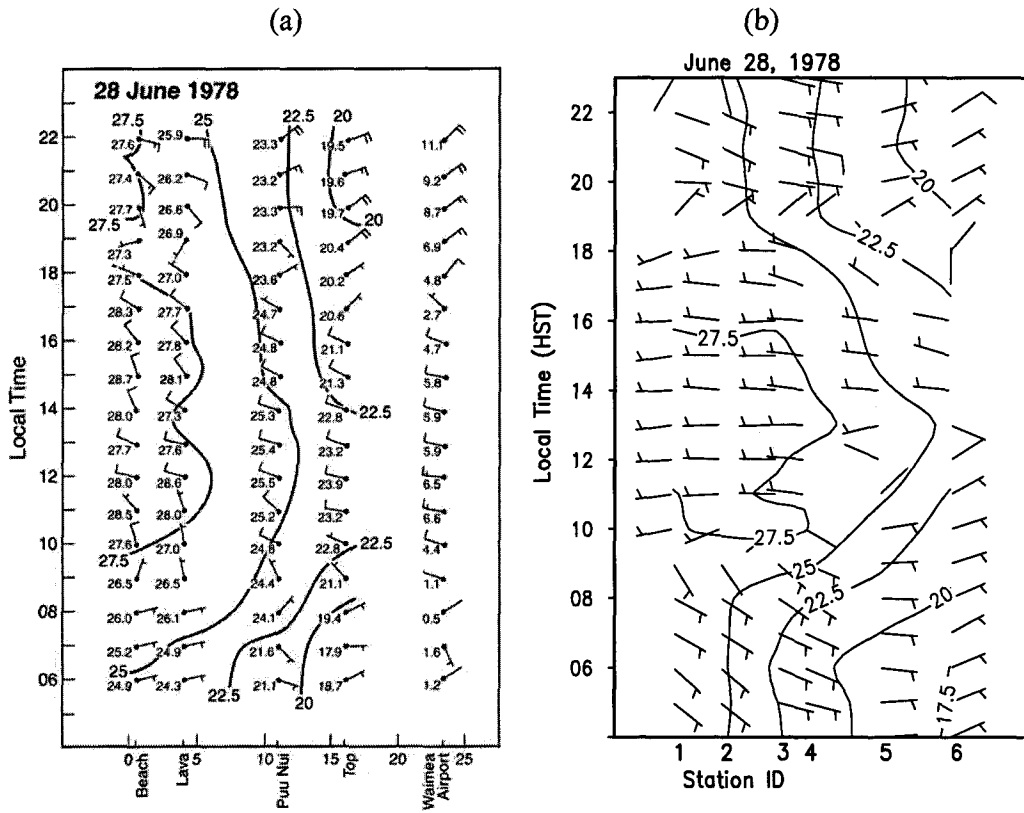 (a)
28 June 1978
27.5 25 22.5 20
22 27.6 25.9 23.3 19.5 11.1
27.4 26.2 23.2 19.6 9.2
20 27.7 26.6 23.3 19.7 8.7
27.5 20
26.9
27.3 23.2 20.4 6.9
18 27.5 27.0 23.6 20.2 4.8
28.3 27.7 24.7 20.6 2.7
16 28.2 27.8 24.8 21.1 4.7
28.7 28.1 24.8 21.3 5.8
14 28.0 27.3 25.3 22.8 22.5 5.9
27.7 27.6 25.4 23.2 5.9
12 28.0 28.6 25.5 23.9 6.5
28.5 28.0 25.2 23.2 6.6
10 27.6 27.0 24.8 22.8 22.5 4.4
27.5
26.5 26.5 24.4 21.1 1.1
08 26.0 26.1 24.1 19.4 0.5
25.2 24.9 21.6 17.9 1.6
25
06 24.9 24.3 21.1 18.7 1.2
22.5 20
Local Time
0 5 10 15 20 25
Beach
Lava
Puu Nui
Top
Waimea
Airport
(b)
June 28, 1978
22
20 20
22.5
18
16
27.5
14
12
10
27.5
25
22.5
08 20
06
17.5
Local Time (HST)
1 2 3 4 5 6
Station ID